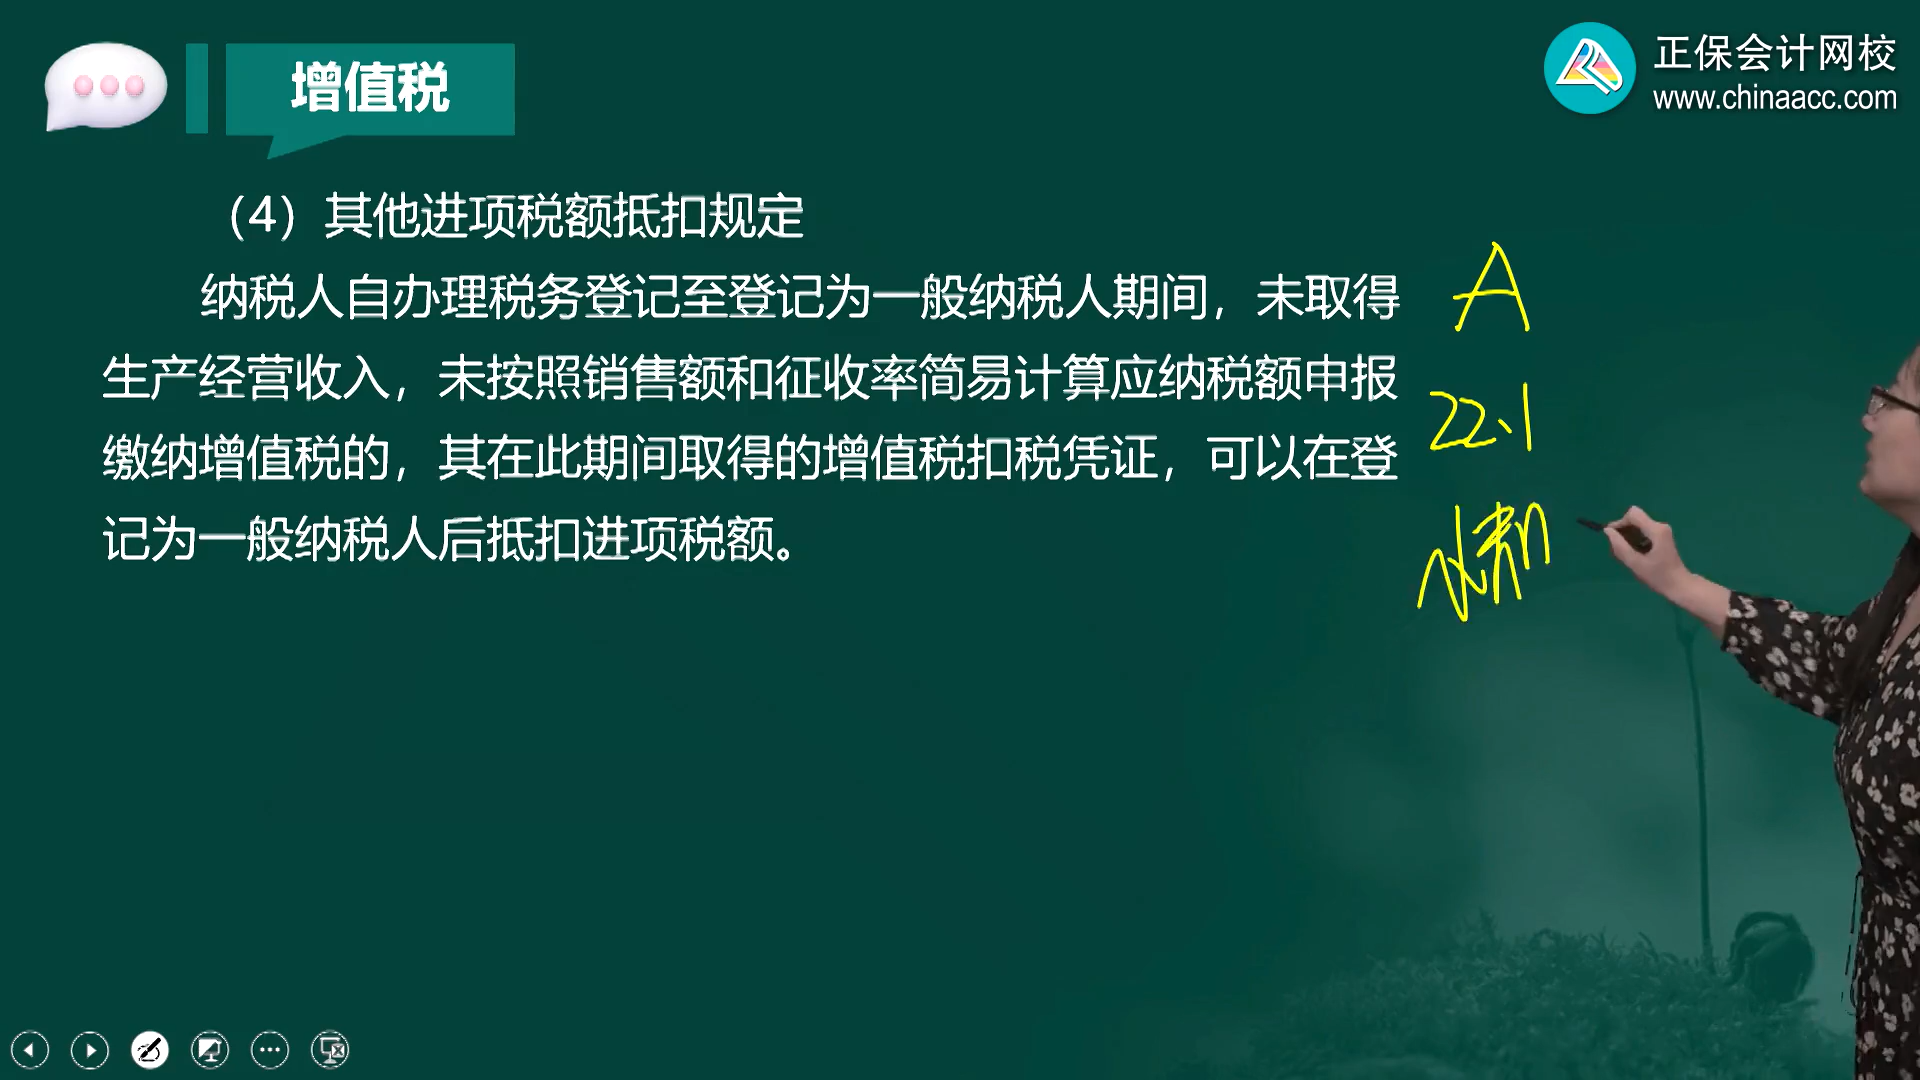 增值税
正保会计网校
www.chinaacc.com
（4）其他进项税额抵扣规定
纳税人自办理税务登记至登记为一般纳税人期间，未取得
生产经营收入，未按照销售额和征收率简易计算应纳税额申报
缴纳增值税的，其在此期间取得的增值税扣税凭证，可以在登
记为一般纳税人后抵扣进项税额。
A
22.1